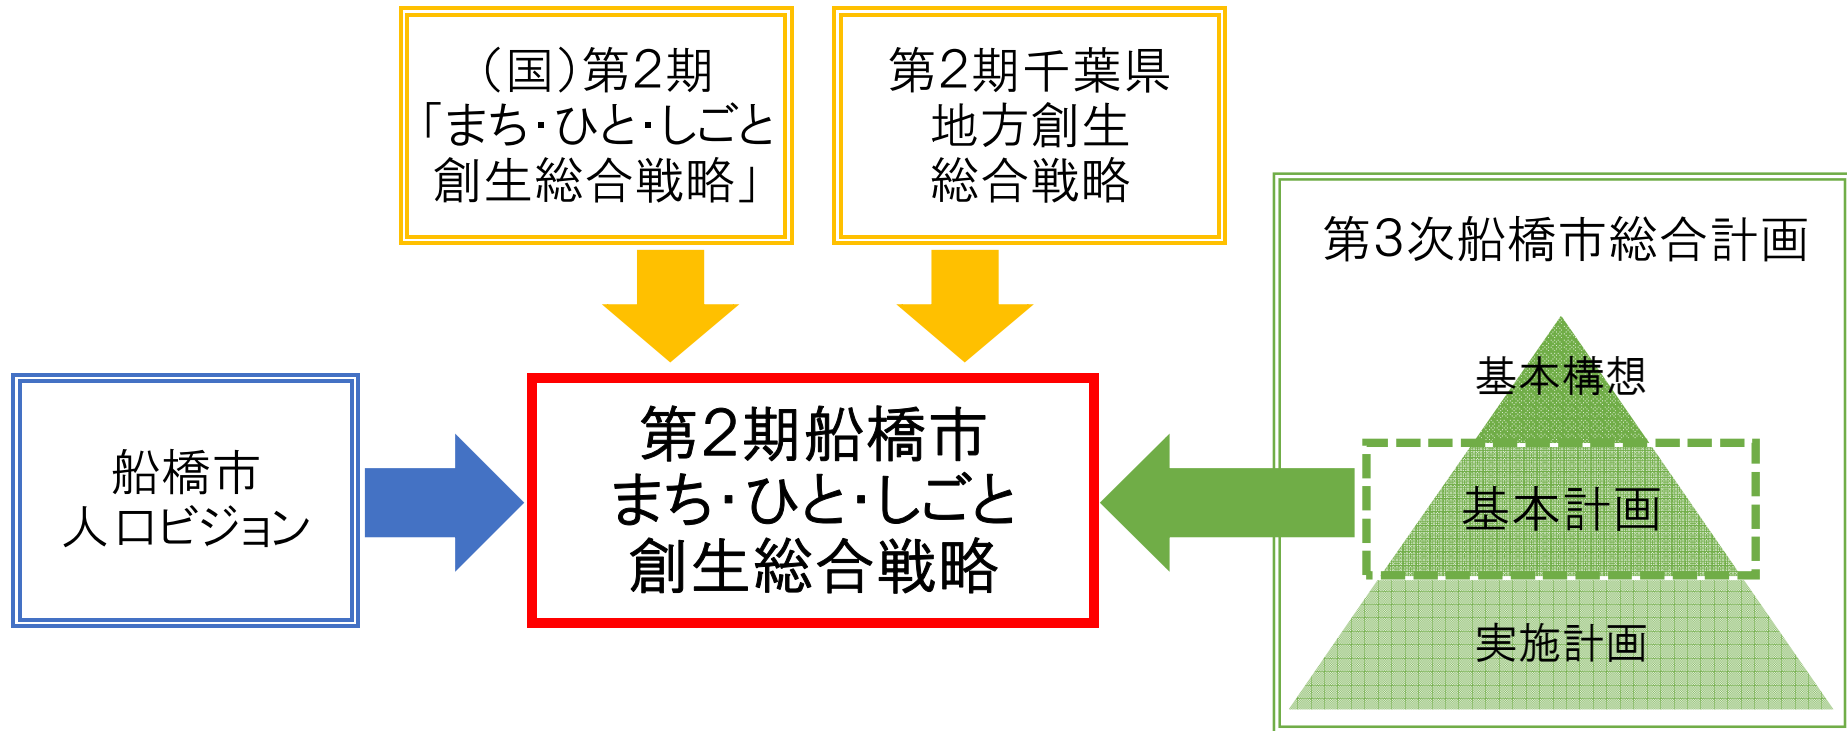 （国）第2期
「まち・ひと・しごと
創生総合戦略」
第2期千葉県
地方創生
総合戦略
第3次船橋市総合計画
基本構想
基本計画
実施計画
船橋市
人口ビジョン
第2期船橋市
まち・ひと・しごと
創生総合戦略